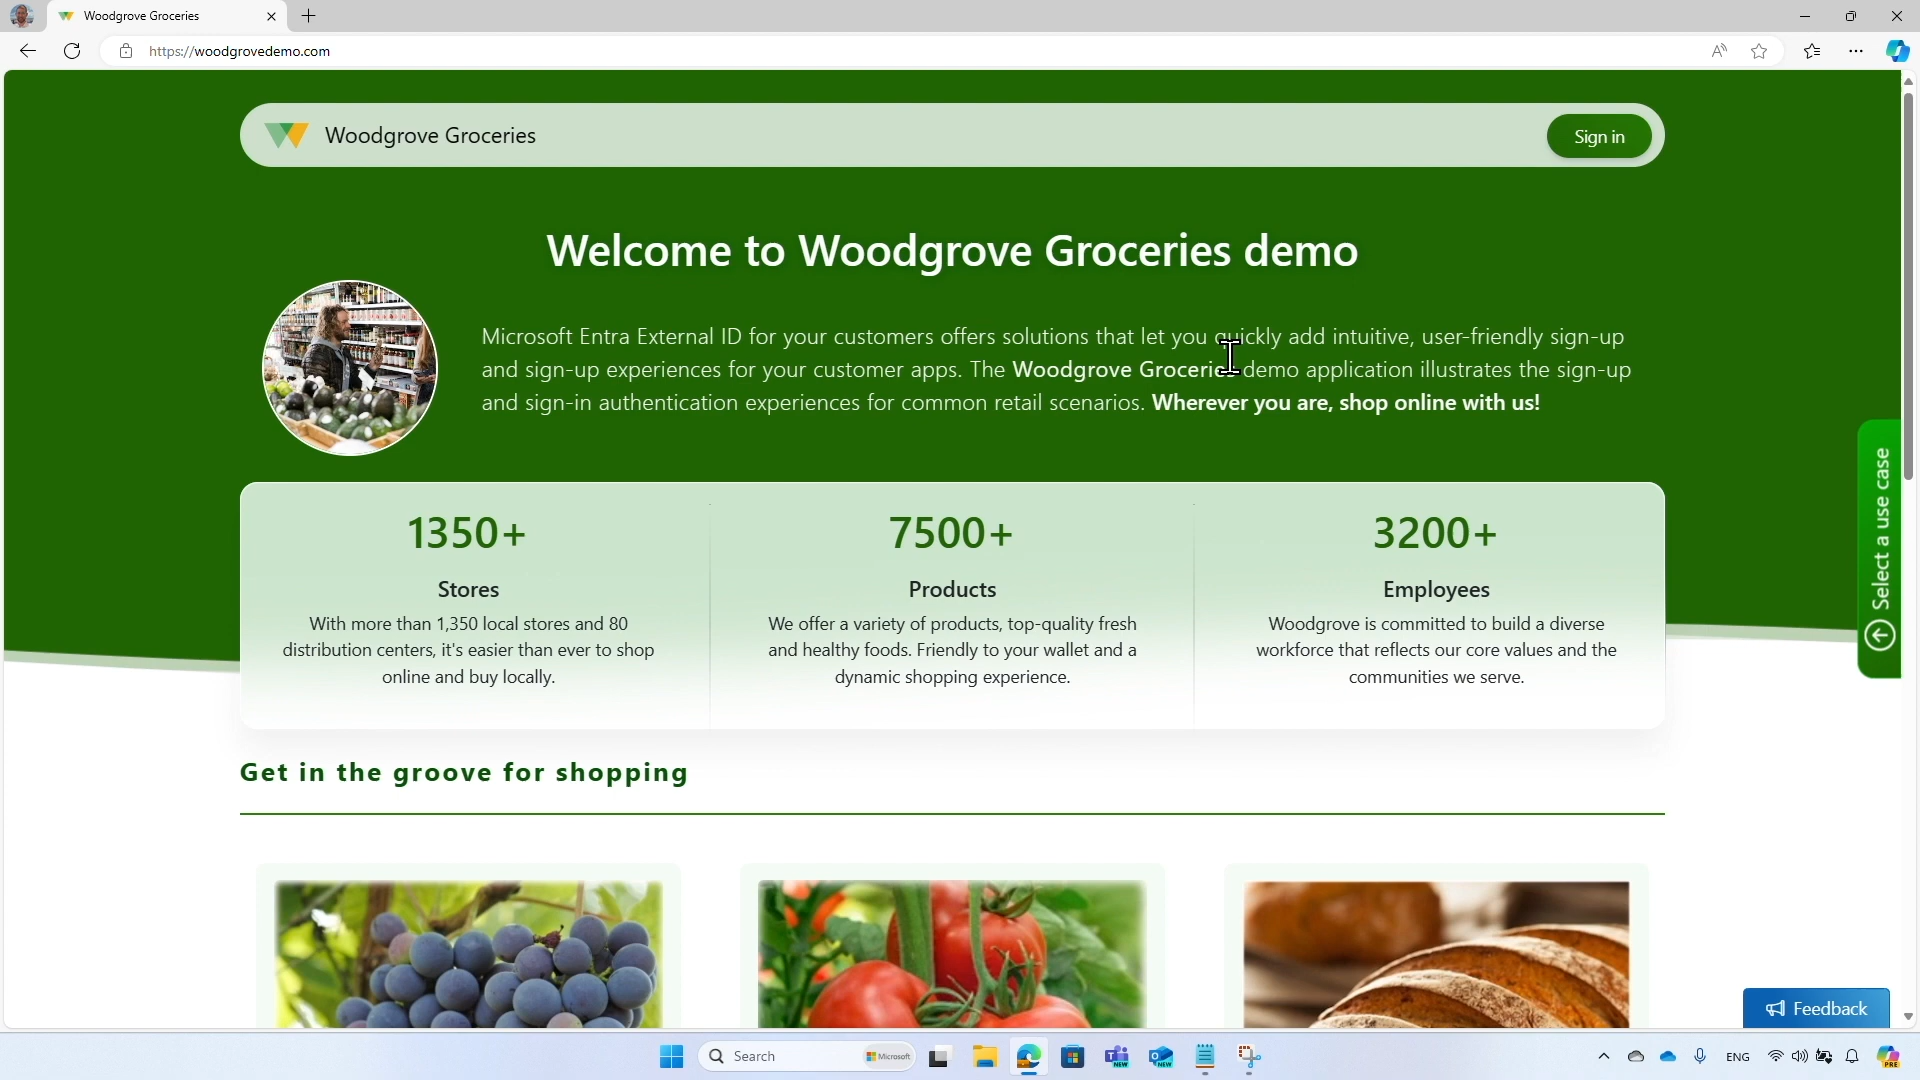 Woodgrove Groceries
https://woodgrovedemo.com
Woodgrove Groceries
Sign in
Welcome to Woodgrove Groceries demo
Microsoft Entra External ID for your customers offers solutions that let you quickly add intuitive, user-friendly sign-up
and sign-up experiences for your customer apps. The Woodgrove Groceries demo application illustrates the sign-up
and sign-in authentication experiences for common retail scenarios. Wherever you are, shop online with us!
Select a use case
1350+
Stores
With more than 1,350 local stores and 80
distribution centers, it's easier than ever to shop
online and buy locally.
7500+
Products
We offer a variety of products, top-quality fresh
and healthy foods. Friendly to your wallet and a
dynamic shopping experience.
3200+
Employees
Woodgrove is committed to build a diverse
workforce that reflects our core values and the
communities we serve.
Get in the groove for shopping
Feedback
Search
Microsoft
NEW
NEW
ENG
PRE